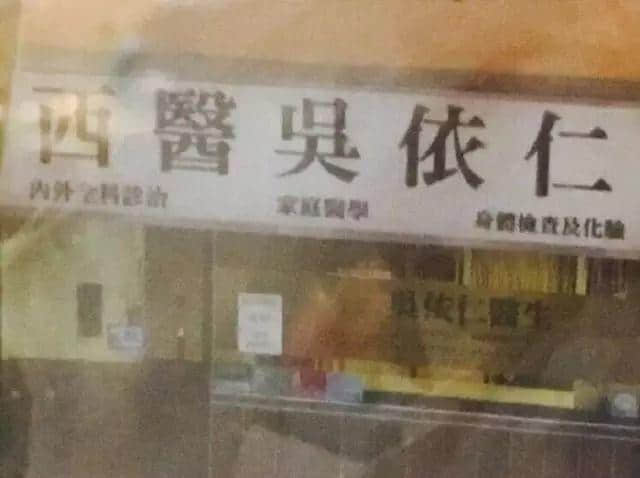 西醫吳依仁
內外全科診治 家庭醫學 身體檢查及化驗
吳依仁醫生